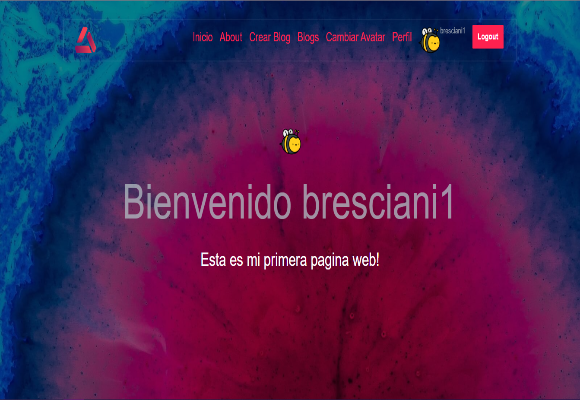 Inicio About Crear Blog Blogs Cambiar Avatar Perfil bresciani1 Logout
Bienvenido bresciani1
Esta es mi primera pagina web!